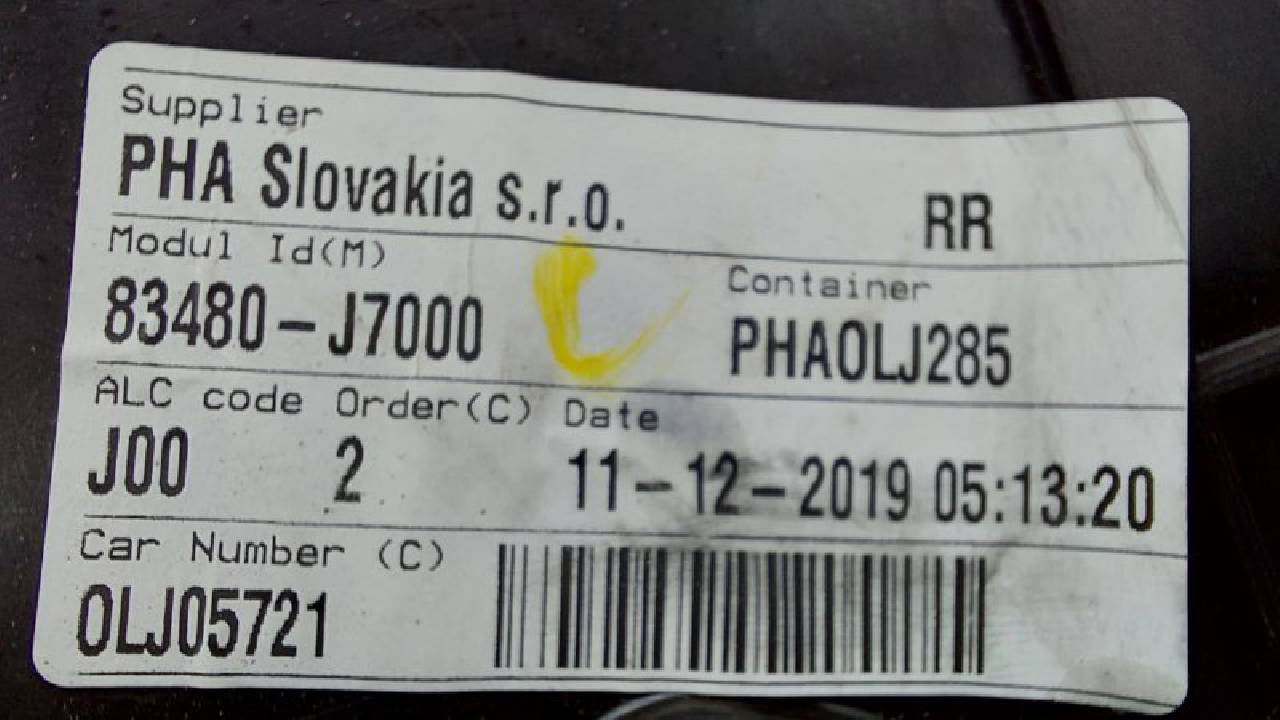 Supplier
PHA Slovakia s.r.o. RR
Modul Id(M) Container
83480-J7000 PHAOLJ285
ALC code Order(C) Date
J00 2 11-12-2019 05:13:20
Car Number (C)
OLJ05721